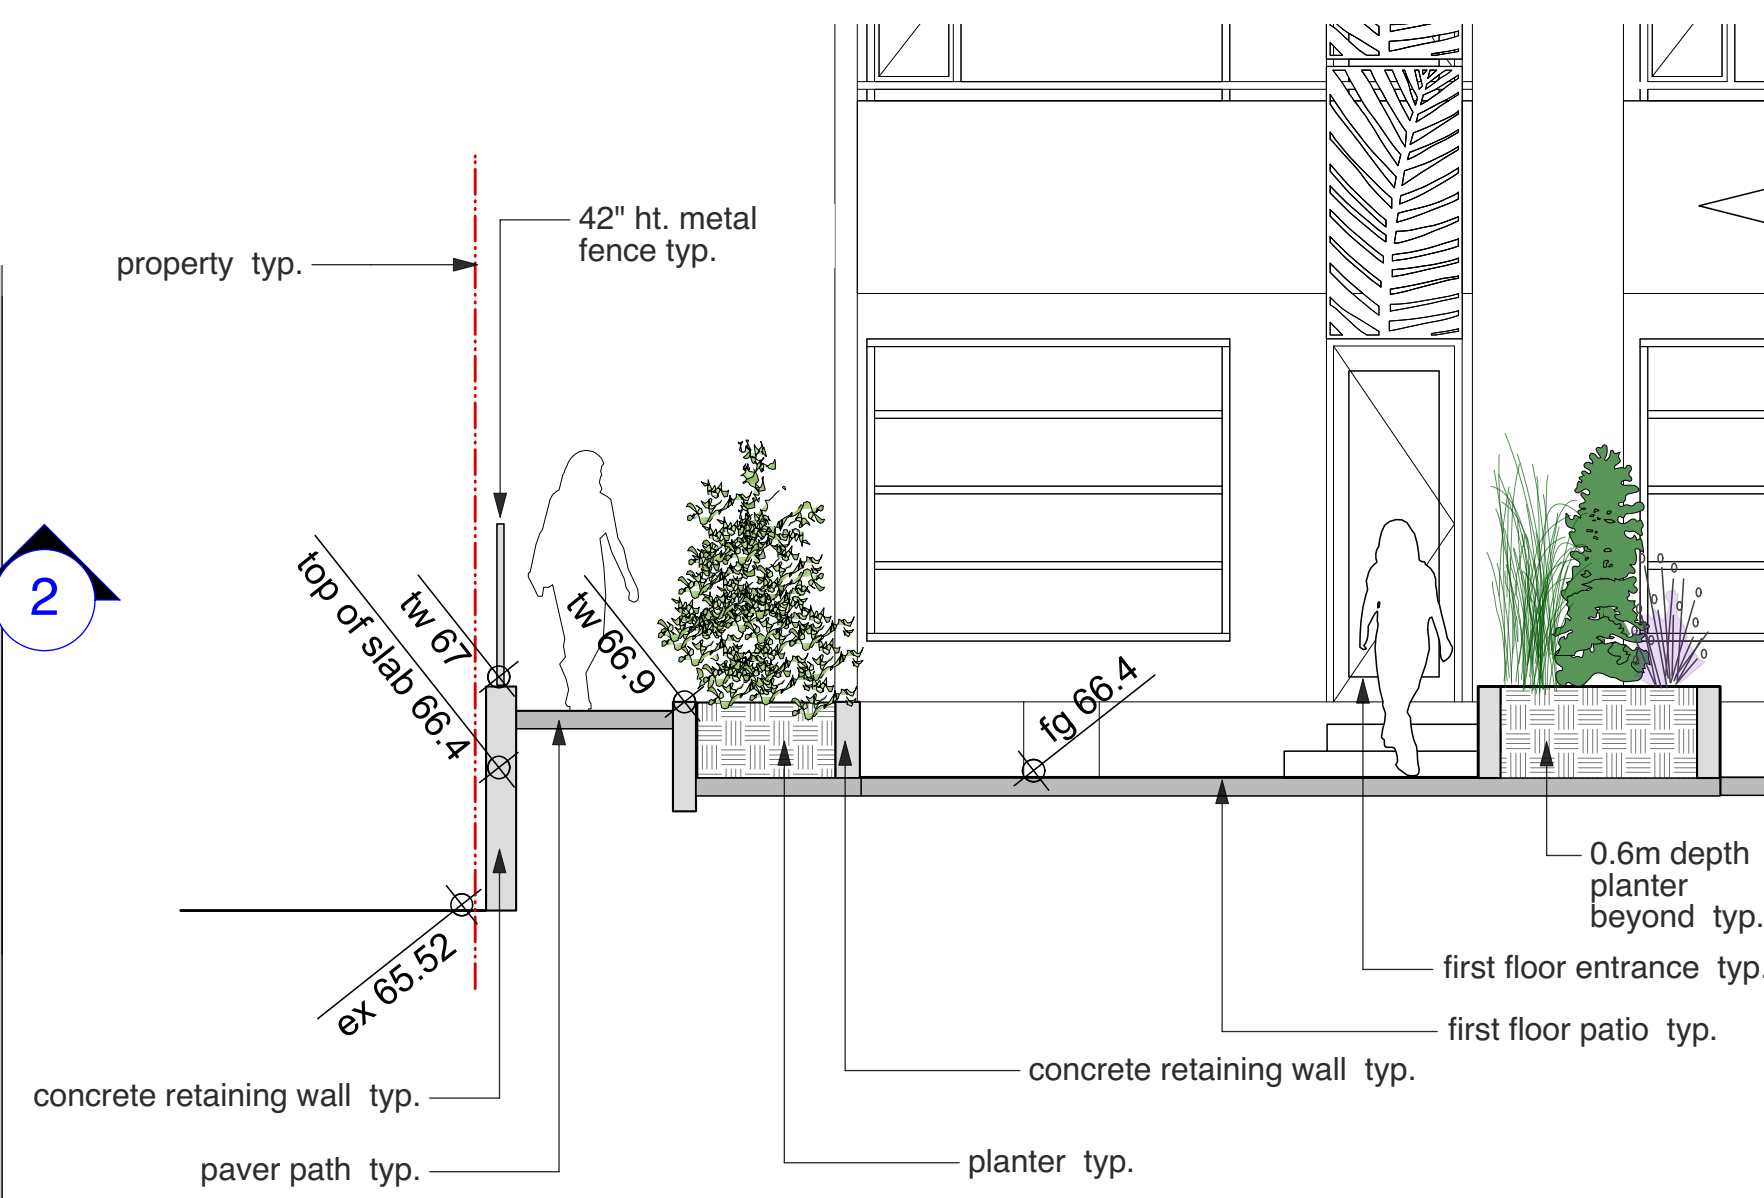 42" ht. metal
fence typ.
property typ.
2
top of slab 66.4
tw 67
tw 66.9
fg 66.4
ex 65.52
0.6m depth
planter
beyond typ.
first floor entrance typ.
first floor patio typ.
concrete retaining wall typ.
concrete retaining wall typ.
planter typ.
paver path typ.